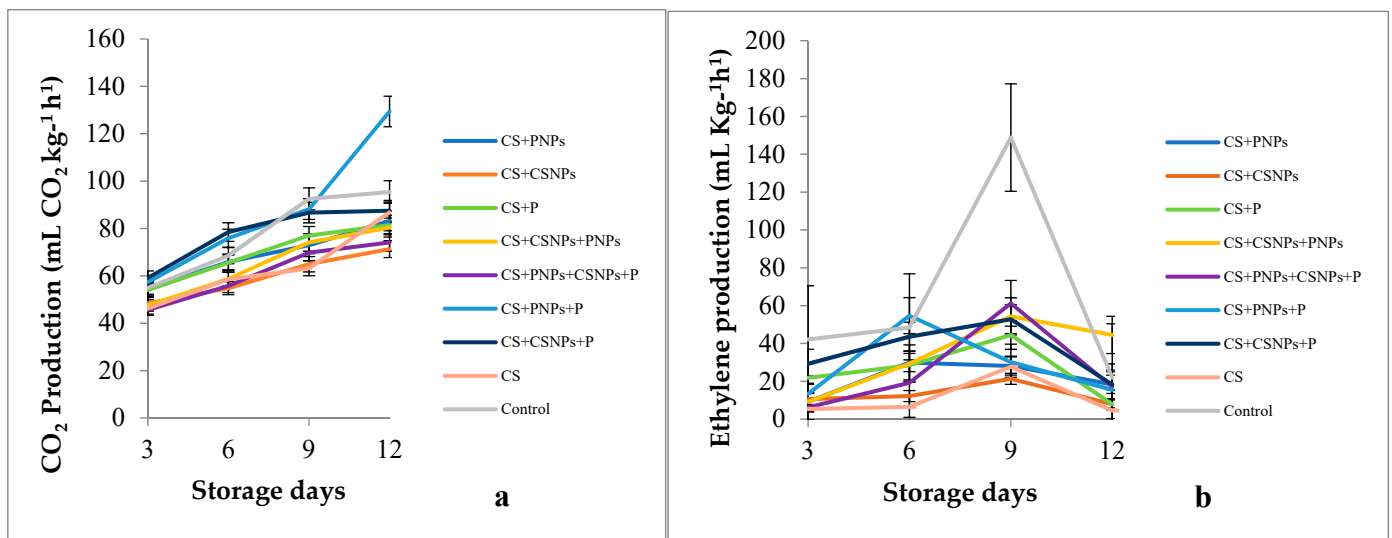 CO₂ Production (mL CO₂ kg-¹ h¹)
160
140
120
100
80
60
40
20
0
3 6 9 12
Storage days
a
CS+PNPs
CS+CSNPs
CS+P
CS+CSNPs+PNPs
CS+PNPs+CSNPs+P
CS+PNPs+P
CS+CSNPs+P
CS
Control
Ethylene production (mL Kg-¹h¹)
200
180
160
140
120
100
80
60
40
20
0
3 6 9 12
Storage days
b
CS+PNPs
CS+CSNPs
CS+P
CS+CSNPs+PNPs
CS+PNPs+CSNPs+P
CS+PNPs+P
CS+CSNPs+P
CS
Control